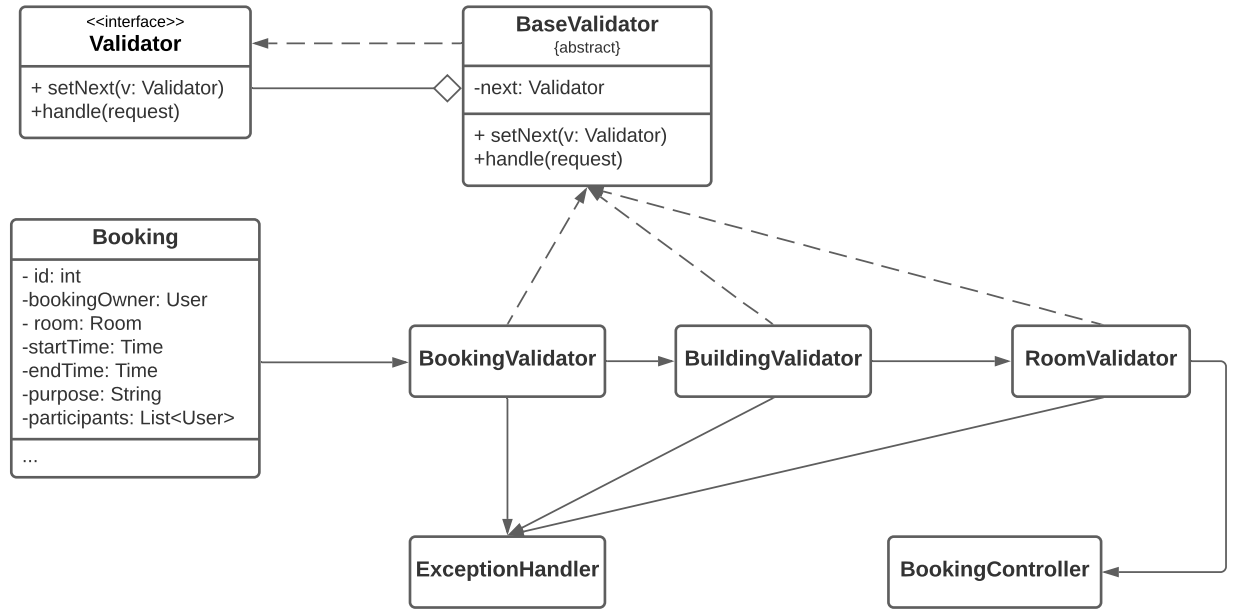 <<interface>>
Validator
+ setNext(v: Validator)
+handle(request)
BaseValidator
{abstract}
-next: Validator
+ setNext(v: Validator)
+handle(request)
Booking
- id: int
-bookingOwner: User
- room: Room
-startTime: Time
-endTime: Time
-purpose: String
-participants: List<User>
...
BookingValidator
BuildingValidator
RoomValidator
ExceptionHandler
BookingController